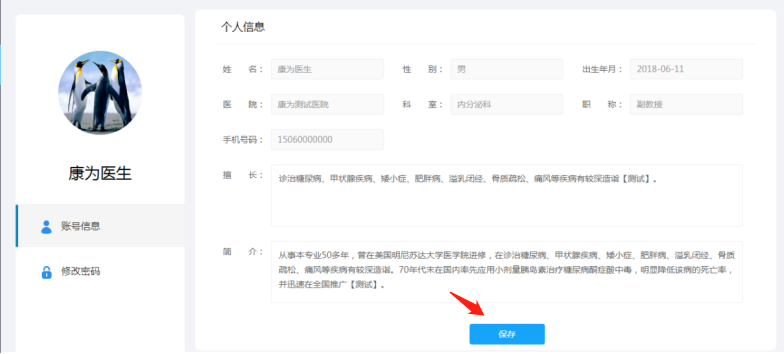 个人信息
姓 名： 康为医生 性 别： 男 出生年月： 2018-06-11
医 院： 康为测试医院 科 室： 内分泌科 职 称： 副教授
手机号码： 15060000000
康为医生
擅 长： 诊治糖尿病、甲状腺疾病、矮小症、肥胖病、溢乳闭经、骨质疏松、痛风等疾病有较深造诣【测试】。
账号信息
简 介： 从事本专业50多年，曾在美国明尼苏达大学医学院进修，在诊治糖尿病、甲状腺疾病、矮小症、肥胖病、溢乳闭经、骨质
疏松、痛风等疾病有较深造诣。70年代末在国内率先应用小剂量胰岛素治疗糖尿病酮症酸中毒，明显降低该病的死亡率，
并迅速在全国推广【测试】。
修改密码
保存